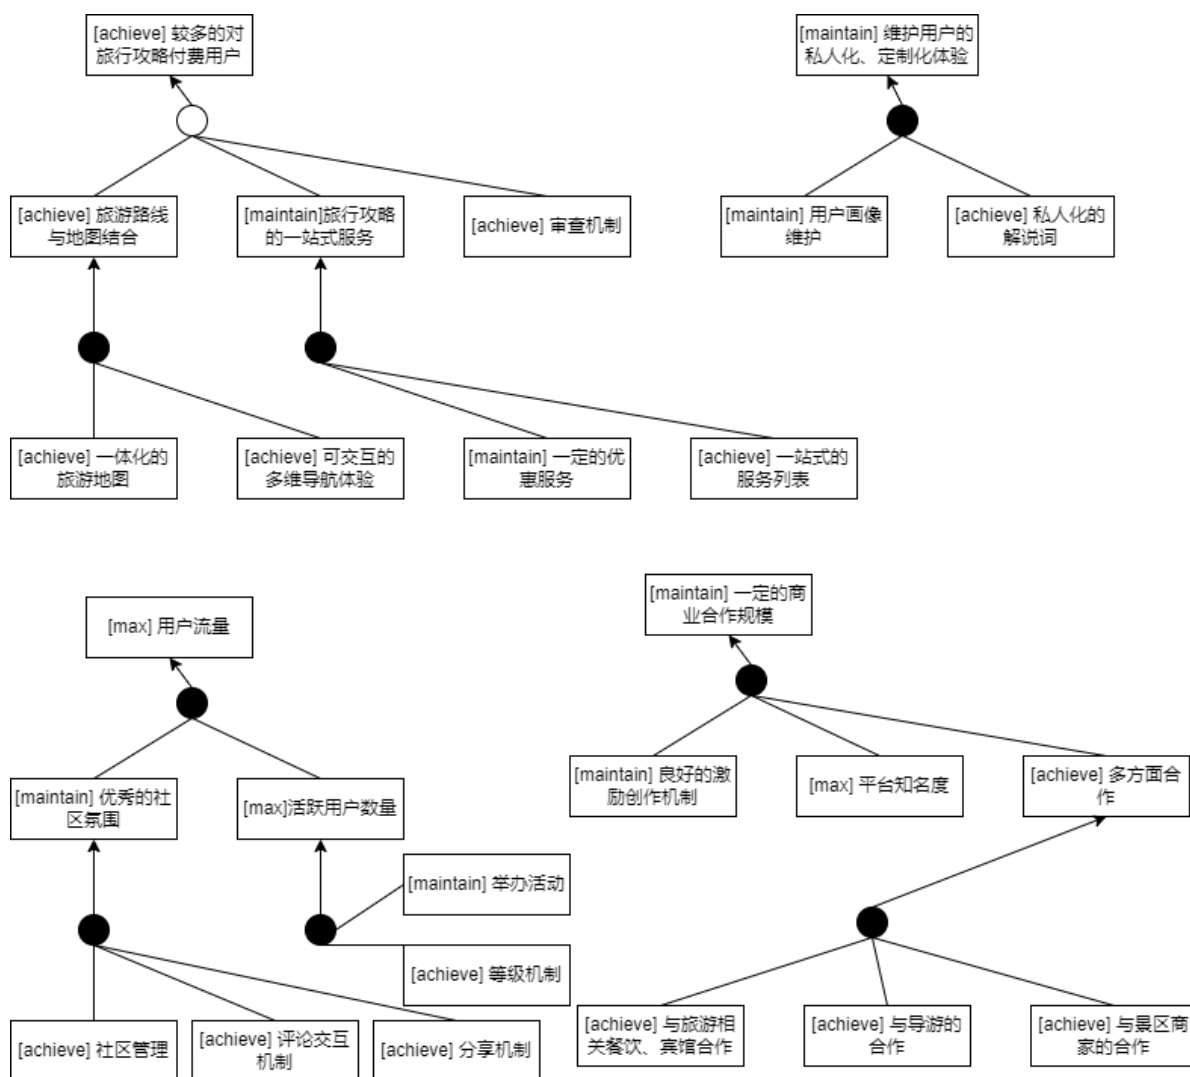 [achieve] 较多的对
旅行攻略付费用户
[maintain] 维护用户的
私人化、定制化体验
[achieve] 旅游路线
与地图结合
[maintain]旅行攻略
的一站式服务
[achieve] 审查机制
[maintain] 用户画像
维护
[achieve] 私人化的
解说词
[achieve] 一体化的
旅游地图
[achieve] 可交互的
多维导航体验
[maintain] 一定的优
惠服务
[achieve] 一站式的
服务列表
[max] 用户流量
[maintain] 一定的商
业合作规模
[maintain] 优秀的社
区氛围
[max]活跃用户数量
[maintain] 良好的激
励创作机制
[max] 平台知名度
[achieve] 多方面合
作
[maintain] 举办活动
[achieve] 等级机制
[achieve] 社区管理
[achieve] 评论交互
机制
[achieve] 分享机制
[achieve] 与旅游相
关餐饮、宾馆合作
[achieve] 与导游的
合作
[achieve] 与景区商
家的合作